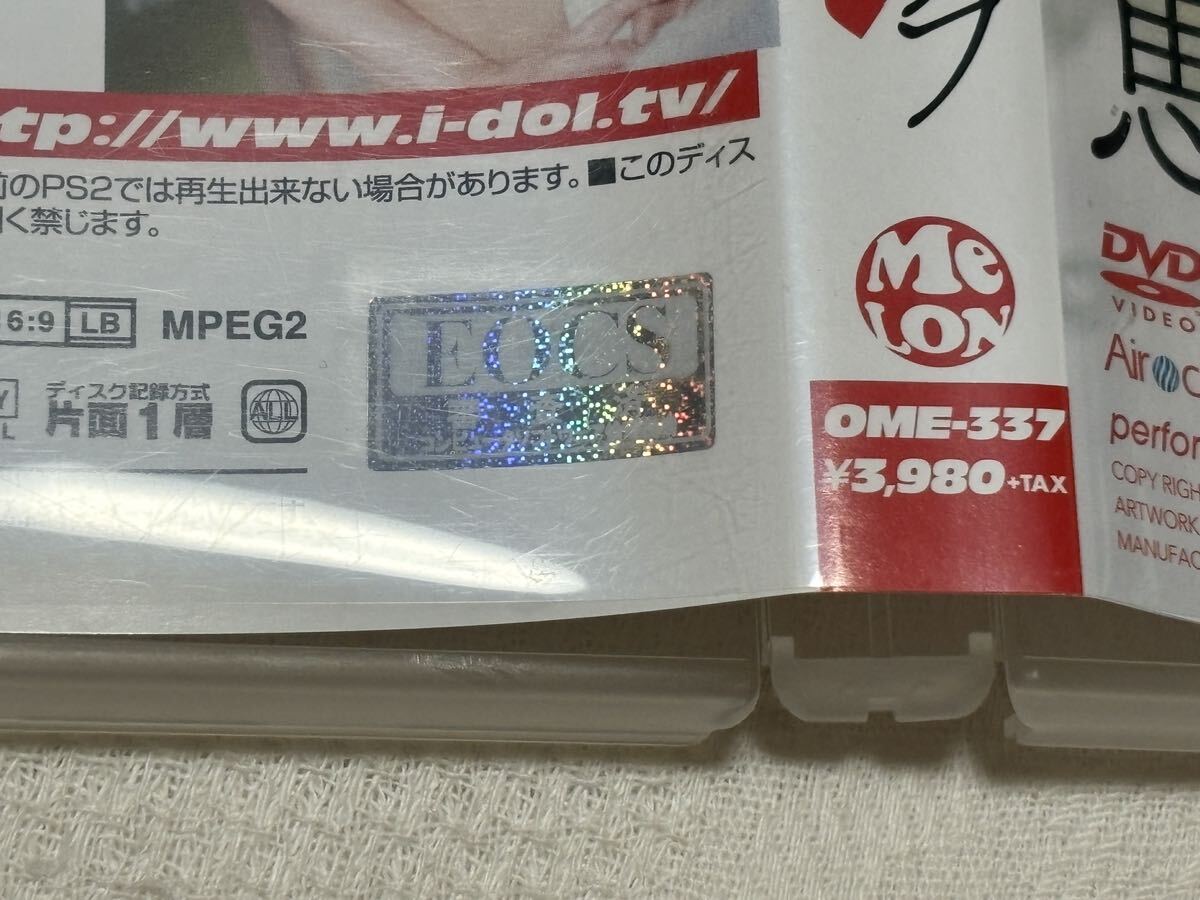 tp://www.i-dol.tv/
前のPS2では再生出来ない場合があります。■このディス
く禁じます。
16:9 LB MPEG2
ディスク記録方式
片面1層
ALL
EOCS
MeLON
OME-337
¥3,980+TAX
DVD
VIDEO
Air
perfor
COPY RIGH
ARTWORK
MANUFAC